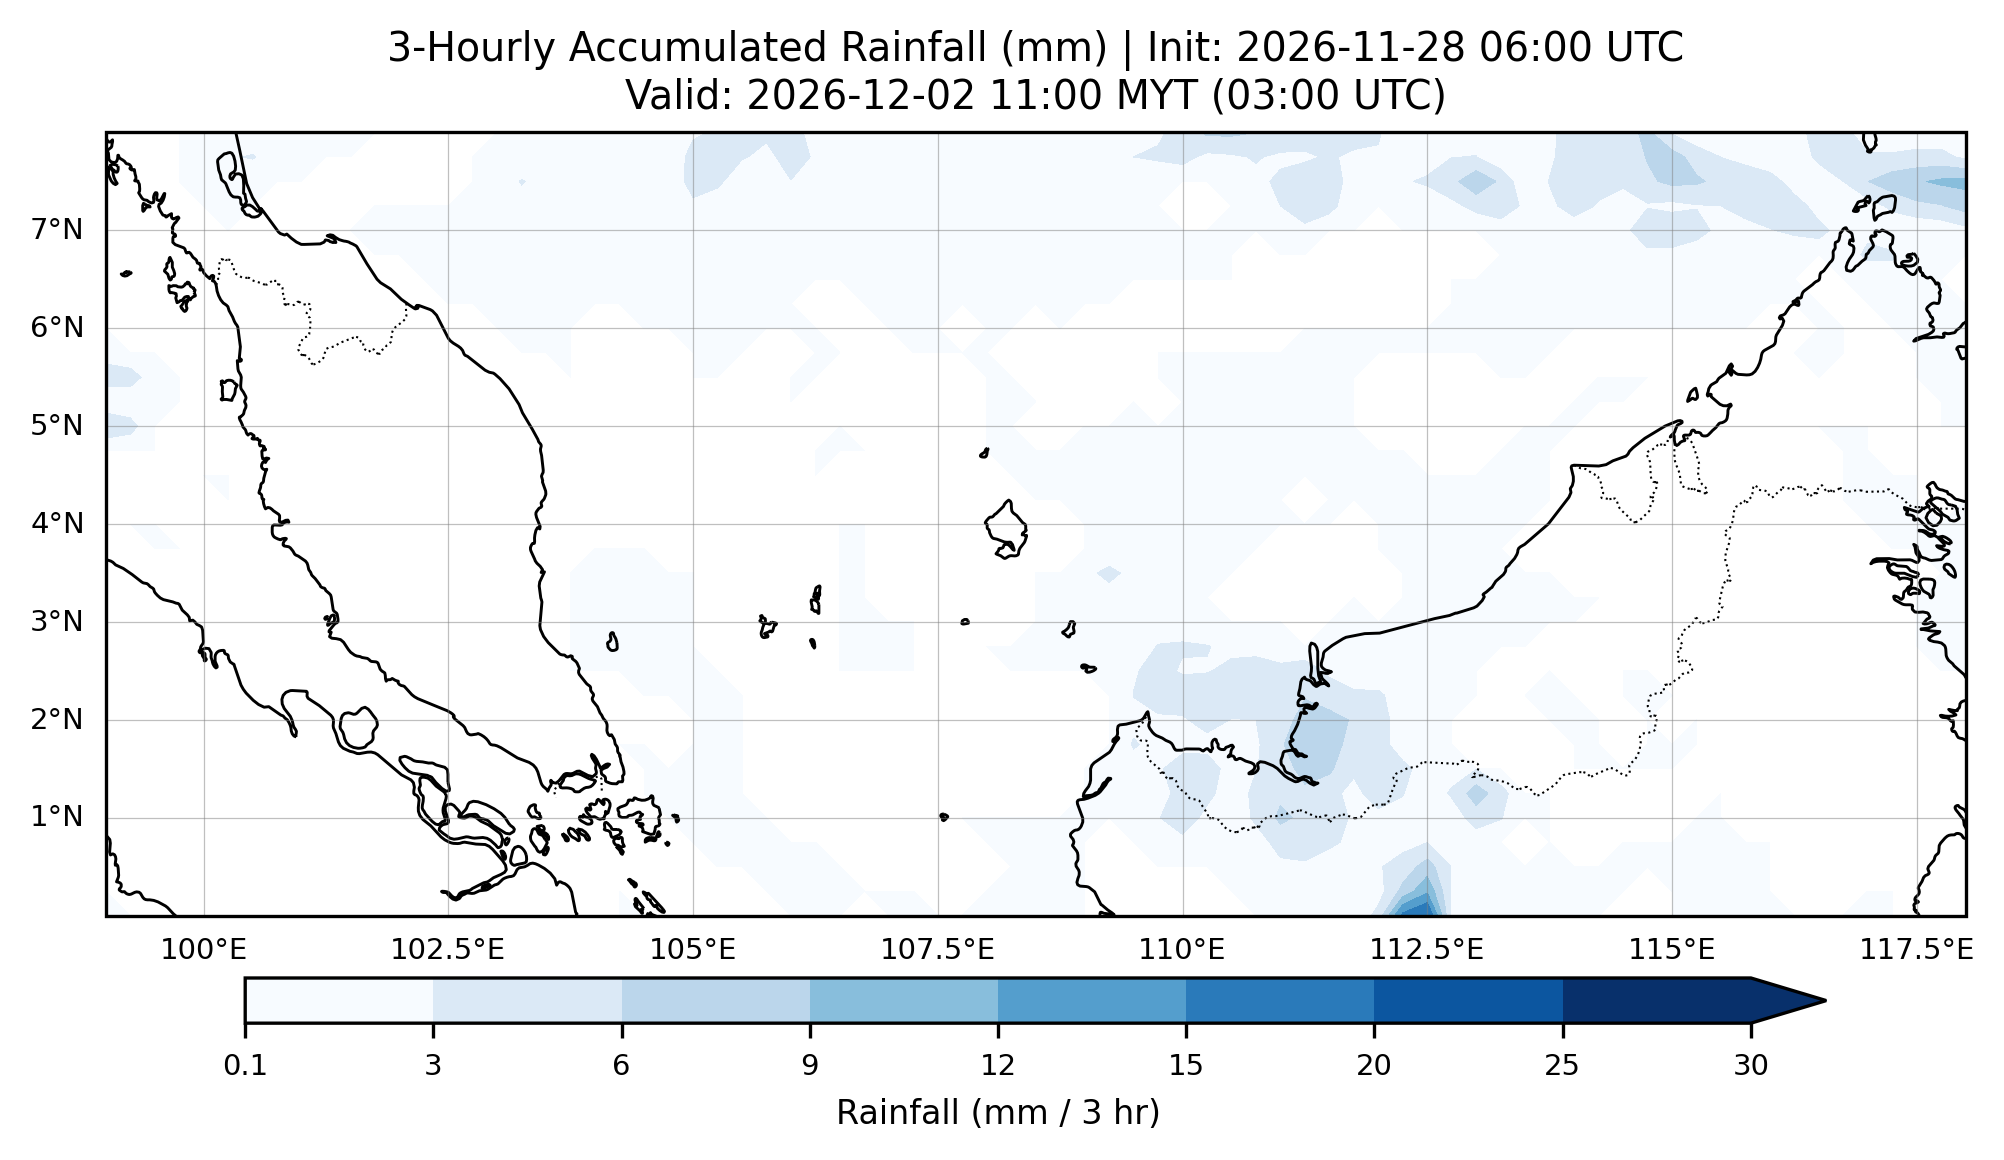 3-Hourly Accumulated Rainfall (mm) | Init: 2026-11-28 06:00 UTC
Valid: 2026-12-02 11:00 MYT (03:00 UTC)
7°N
6°N
5°N
4°N
3°N
2°N
1°N
100°E 102.5°E 105°E 107.5°E 110°E 112.5°E 115°E 117.5°E
0.1 3 6 9 12 15 20 25 30
Rainfall (mm / 3 hr)